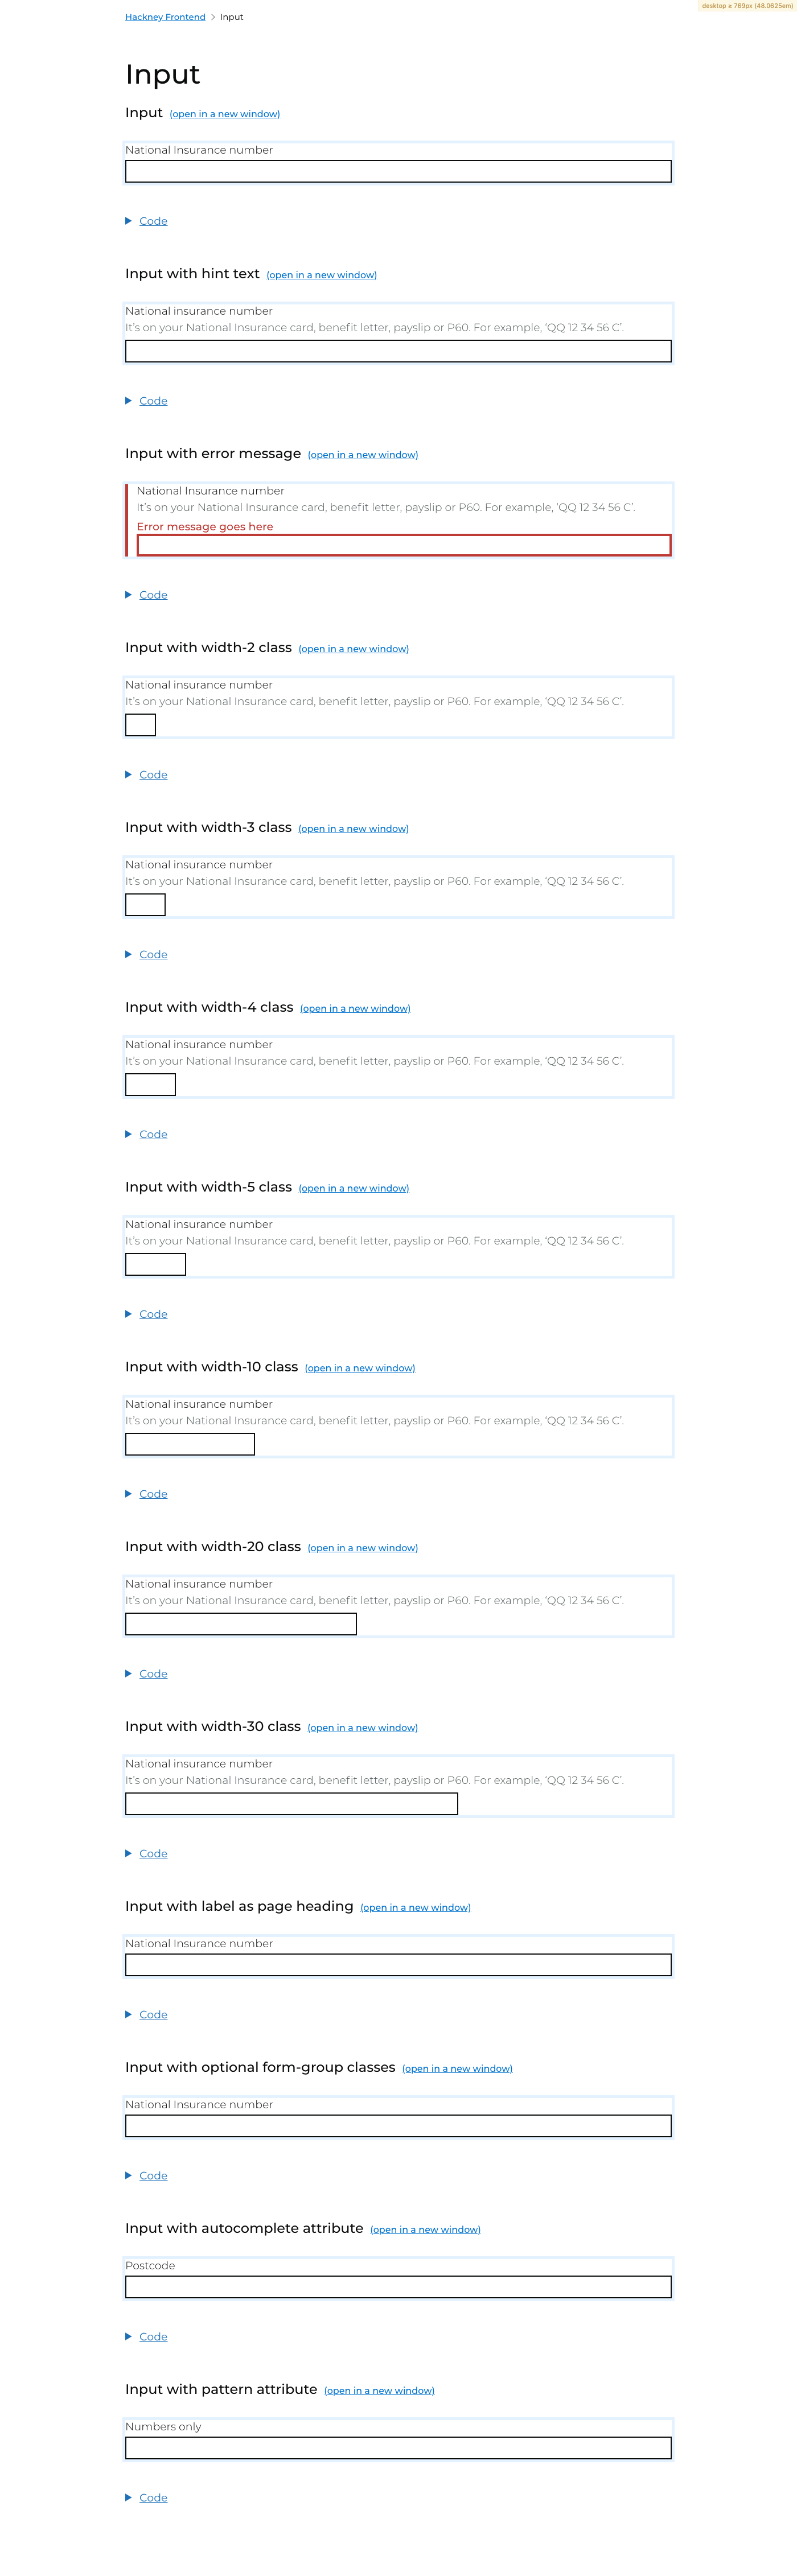 Hackney Frontend > Input
desktop ≥ 769px (48.0625em)
Input
Input (open in a new window)
National Insurance number
Code
Input with hint text (open in a new window)
National insurance number
It’s on your National Insurance card, benefit letter, payslip or P60. For example, ‘QQ 12 34 56 C’.
Code
Input with error message (open in a new window)
National Insurance number
It’s on your National Insurance card, benefit letter, payslip or P60. For example, ‘QQ 12 34 56 C’.
Error message goes here
Code
Input with width-2 class (open in a new window)
National insurance number
It’s on your National Insurance card, benefit letter, payslip or P60. For example, ‘QQ 12 34 56 C’.
Code
Input with width-3 class (open in a new window)
National insurance number
It’s on your National Insurance card, benefit letter, payslip or P60. For example, ‘QQ 12 34 56 C’.
Code
Input with width-4 class (open in a new window)
National insurance number
It’s on your National Insurance card, benefit letter, payslip or P60. For example, ‘QQ 12 34 56 C’.
Code
Input with width-5 class (open in a new window)
National insurance number
It’s on your National Insurance card, benefit letter, payslip or P60. For example, ‘QQ 12 34 56 C’.
Code
Input with width-10 class (open in a new window)
National insurance number
It’s on your National Insurance card, benefit letter, payslip or P60. For example, ‘QQ 12 34 56 C’.
Code
Input with width-20 class (open in a new window)
National insurance number
It’s on your National Insurance card, benefit letter, payslip or P60. For example, ‘QQ 12 34 56 C’.
Code
Input with width-30 class (open in a new window)
National insurance number
It’s on your National Insurance card, benefit letter, payslip or P60. For example, ‘QQ 12 34 56 C’.
Code
Input with label as page heading (open in a new window)
National Insurance number
Code
Input with optional form-group classes (open in a new window)
National Insurance number
Code
Input with autocomplete attribute (open in a new window)
Postcode
Code
Input with pattern attribute (open in a new window)
Numbers only
Code